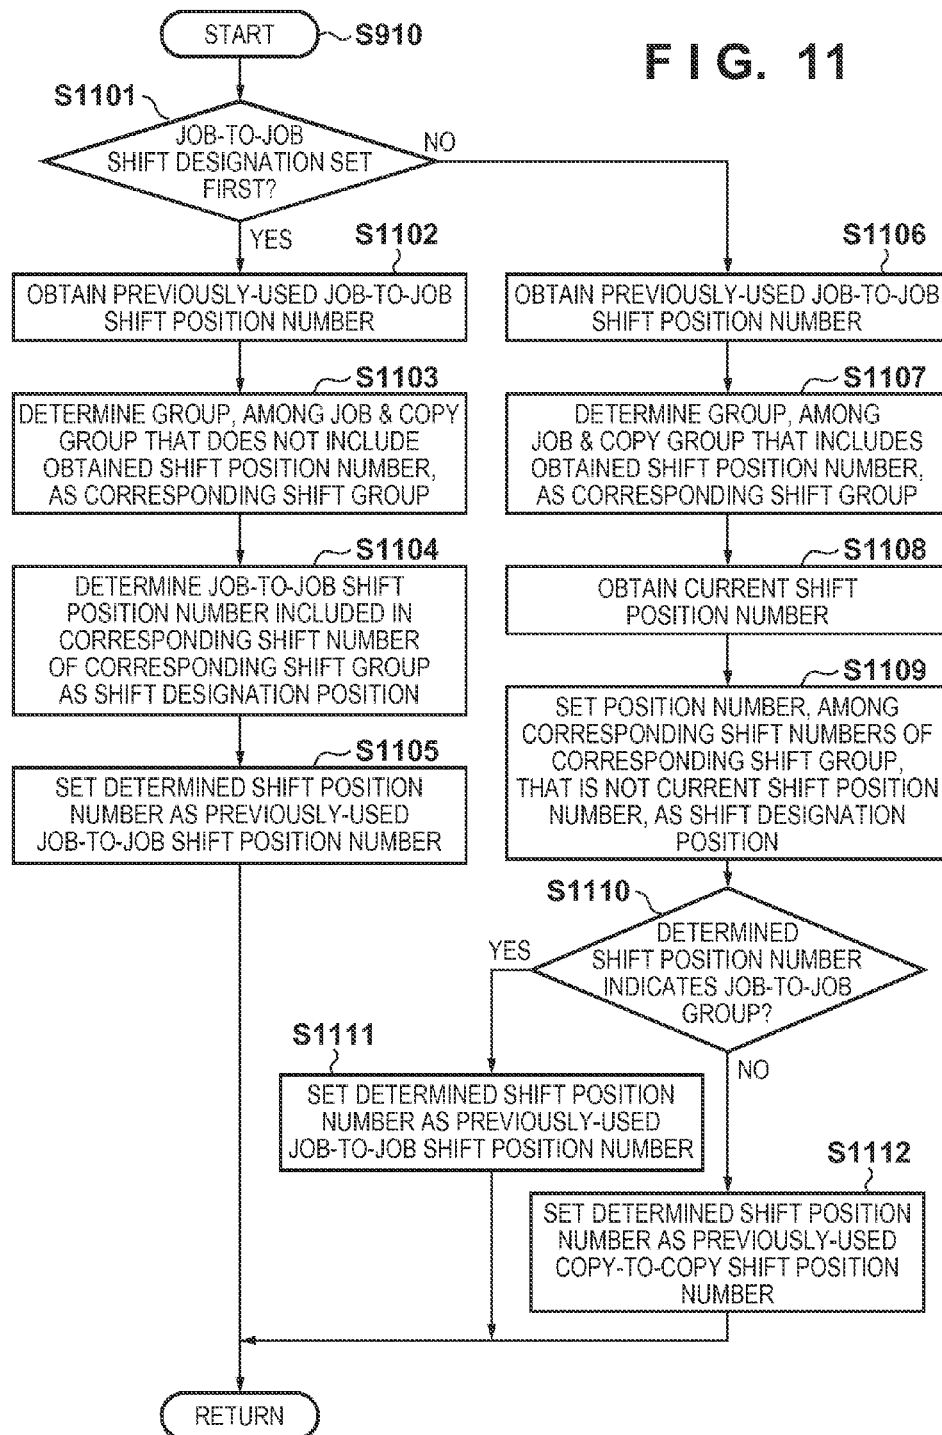 START
S910
F I G. 11
S1101
JOB-TO-JOB
SHIFT DESIGNATION SET
FIRST?
NO
YES
S1102
OBTAIN PREVIOUSLY-USED JOB-TO-JOB
SHIFT POSITION NUMBER
S1103
DETERMINE GROUP, AMONG JOB & COPY
GROUP THAT DOES NOT INCLUDE
OBTAINED SHIFT POSITION NUMBER,
AS CORRESPONDING SHIFT GROUP
S1104
DETERMINE JOB-TO-JOB SHIFT
POSITION NUMBER INCLUDED IN
CORRESPONDING SHIFT NUMBER
OF CORRESPONDING SHIFT GROUP
AS SHIFT DESIGNATION POSITION
S1105
SET DETERMINED SHIFT POSITION
NUMBER AS PREVIOUSLY-USED
JOB-TO-JOB SHIFT POSITION NUMBER
S1106
OBTAIN PREVIOUSLY-USED JOB-TO-JOB
SHIFT POSITION NUMBER
S1107
DETERMINE GROUP, AMONG
JOB & COPY GROUP THAT INCLUDES
OBTAINED SHIFT POSITION NUMBER,
AS CORRESPONDING SHIFT GROUP
S1108
OBTAIN CURRENT SHIFT
POSITION NUMBER
S1109
SET POSITION NUMBER, AMONG
CORRESPONDING SHIFT NUMBERS OF
CORRESPONDING SHIFT GROUP,
THAT IS NOT CURRENT SHIFT POSITION
NUMBER, AS SHIFT DESIGNATION
POSITION
S1110
DETERMINED
SHIFT POSITION NUMBER
INDICATES JOB-TO-JOB
GROUP?
YES
NO
S1111
SET DETERMINED SHIFT POSITION
NUMBER AS PREVIOUSLY-USED
JOB-TO-JOB SHIFT POSITION NUMBER
S1112
SET DETERMINED SHIFT POSITION
NUMBER AS PREVIOUSLY-USED
COPY-TO-COPY SHIFT POSITION
NUMBER
RETURN